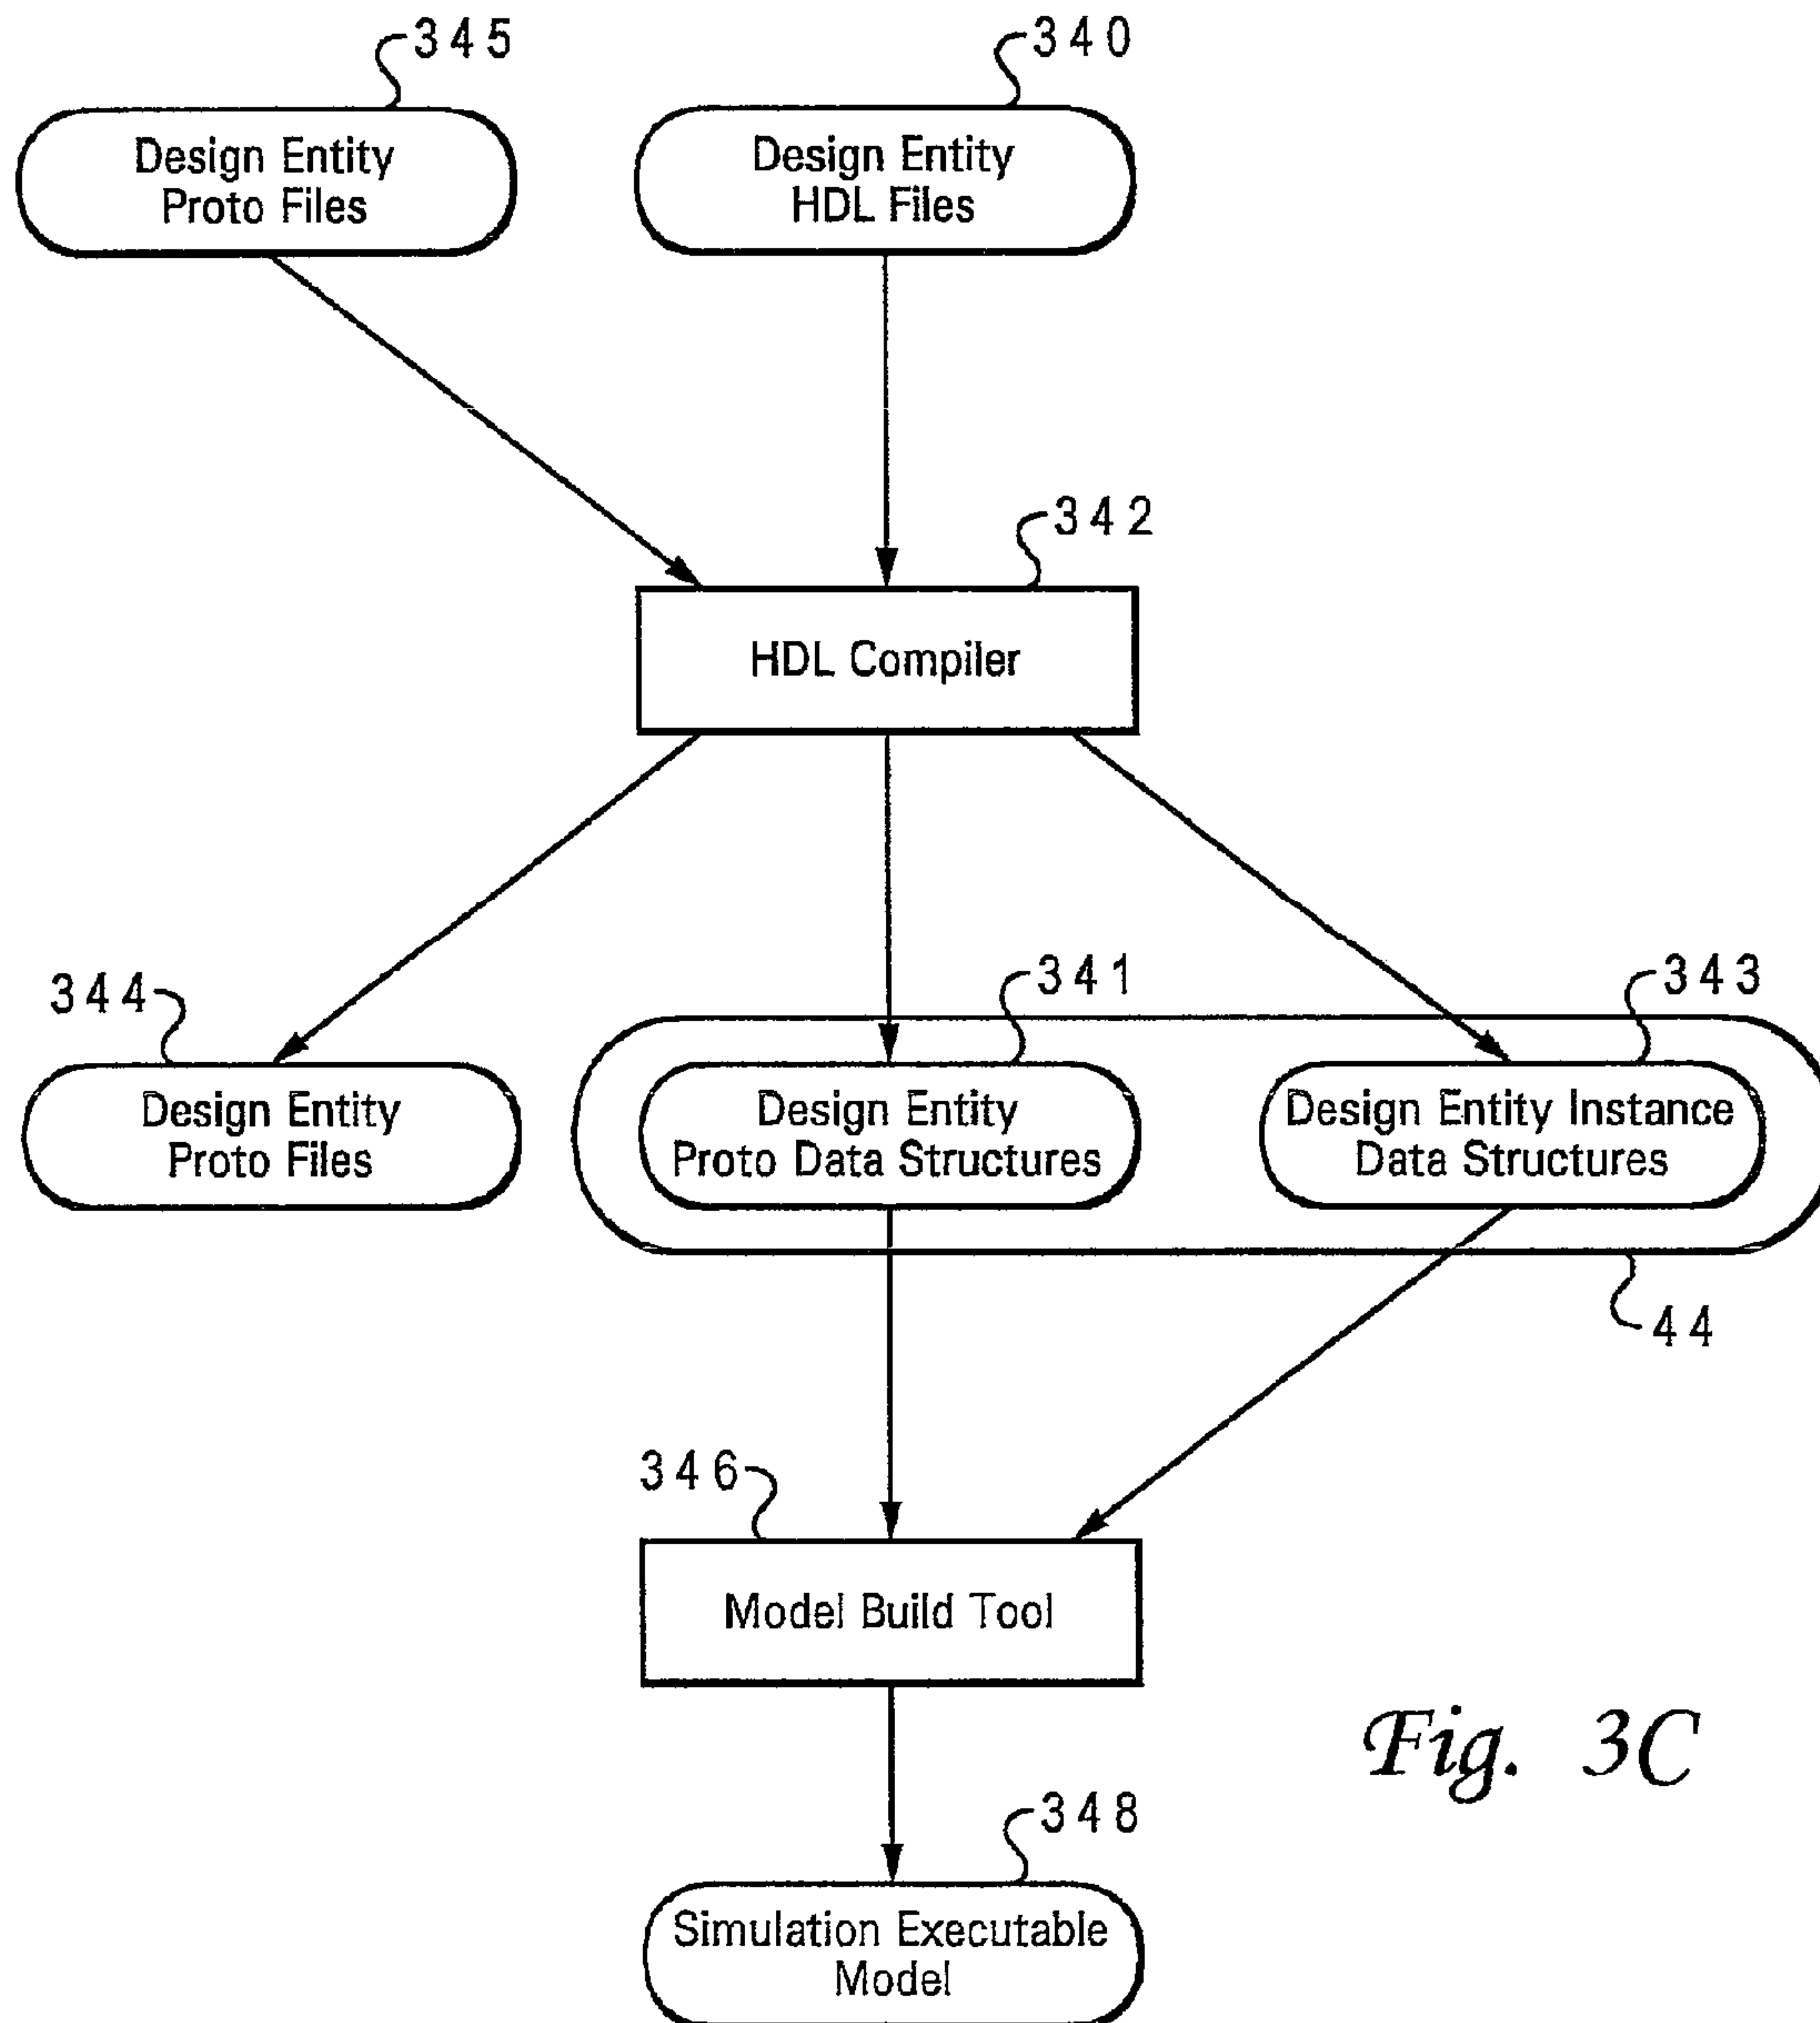 345
340
Design Entity
Proto Files
Design Entity
HDL Files
342
HDL Compiler
344
341
343
Design Entity
Proto Files
Design Entity
Proto Data Structures
Design Entity Instance
Data Structures
44
346
Model Build Tool
Fig. 3C
348
Simulation Executable
Model